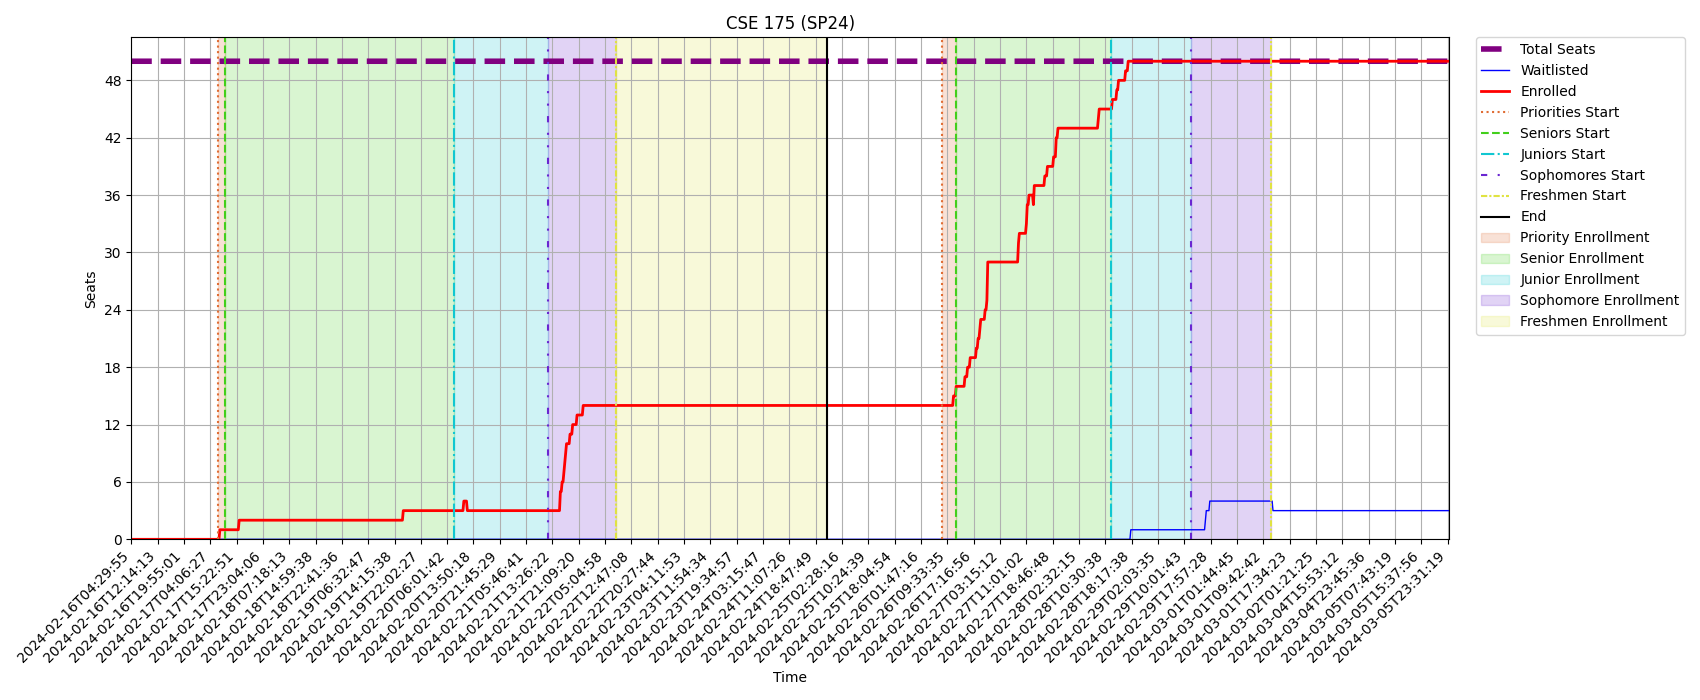 CSE 175 (SP24)
Seats
48
42
36
30
24
18
12
6
0
2024-02-16T04:29:55
2024-02-16T12:14:13
2024-02-16T19:55:01
2024-02-17T04:06:27
2024-02-17T15:22:51
2024-02-17T23:04:06
2024-02-18T07:18:13
2024-02-18T14:59:38
2024-02-18T22:41:36
2024-02-19T06:32:47
2024-02-19T14:15:38
2024-02-19T22:02:27
2024-02-20T06:01:42
2024-02-20T13:50:18
2024-02-20T21:45:29
2024-02-21T05:46:41
2024-02-21T13:26:22
2024-02-21T21:09:20
2024-02-22T05:04:58
2024-02-22T12:47:08
2024-02-22T20:27:44
2024-02-23T04:11:53
2024-02-23T11:54:34
2024-02-23T19:34:57
2024-02-24T03:15:47
2024-02-24T11:07:26
2024-02-24T18:47:49
2024-02-25T02:28:16
2024-02-25T10:24:39
2024-02-25T18:04:54
2024-02-26T01:47:16
2024-02-26T09:33:35
2024-02-26T17:16:56
2024-02-27T03:15:12
2024-02-27T11:01:02
2024-02-27T18:46:48
2024-02-28T02:32:15
2024-02-28T10:30:38
2024-02-28T18:17:38
2024-02-29T02:03:35
2024-02-29T10:01:43
2024-02-29T17:57:28
2024-03-01T01:44:45
2024-03-01T09:42:42
2024-03-01T17:34:23
2024-03-02T01:21:25
2024-03-04T15:53:12
2024-03-04T23:45:36
2024-03-05T07:43:19
2024-03-05T15:37:56
2024-03-05T23:31:19
Time
Total Seats
Waitlisted
Enrolled
Priorities Start
Seniors Start
Juniors Start
Sophomores Start
Freshmen Start
End
Priority Enrollment
Senior Enrollment
Junior Enrollment
Sophomore Enrollment
Freshmen Enrollment